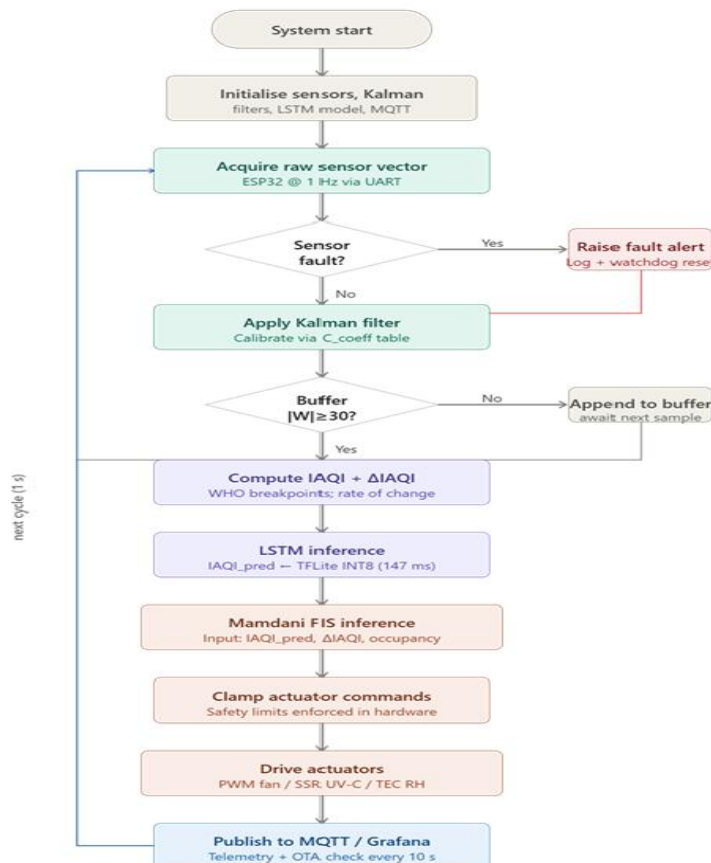 System start
Initialise sensors, Kalman
filters, LSTM model, MQTT
Acquire raw sensor vector
ESP32 @ 1 Hz via UART
Sensor
fault?
Yes
Raise fault alert
Log + watchdog reset
No
Apply Kalman filter
Calibrate via C_coeff table
Buffer
|W|≥30?
No
Append to buffer
await next sample
Yes
Compute IAQI + ΔIAQI
WHO breakpoints; rate of change
next cycle (1 s)
LSTM inference
IAQI_pred ← TFLite INT8 (147 ms)
Mamdani FIS inference
Input: IAQI_pred, ΔIAQI, occupancy
Clamp actuator commands
Safety limits enforced in hardware
Drive actuators
PWM fan / SSR UV-C / TEC RH
Publish to MQTT / Grafana
Telemetry + OTA check every 10 s